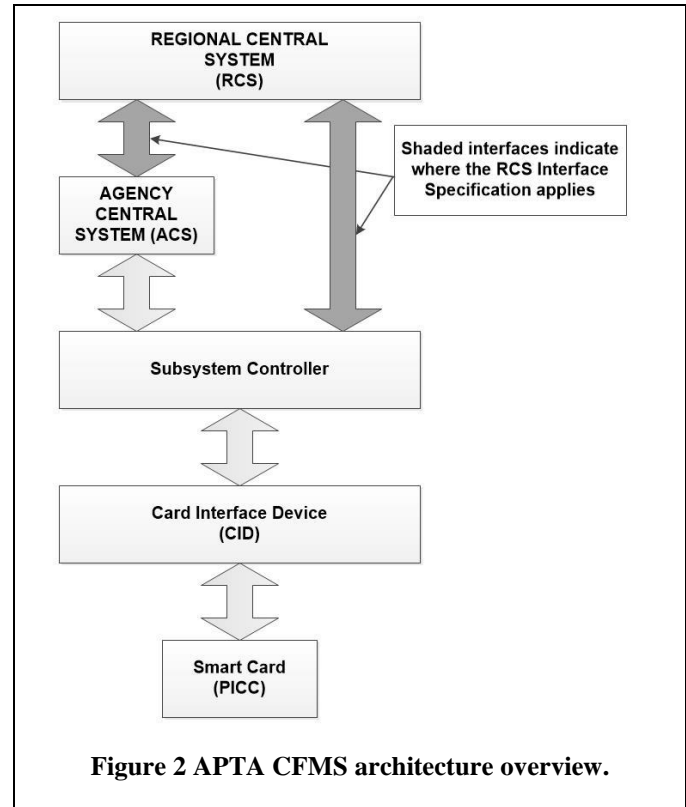 REGIONAL CENTRAL
SYSTEM
(RCS)
Shaded interfaces indicate
where the RCS Interface
Specification applies
AGENCY
CENTRAL
SYSTEM (ACS)
Subsystem Controller
Card Interface Device
(CID)
Smart Card
(PICC)
Figure 2 APTA CFMS architecture overview.